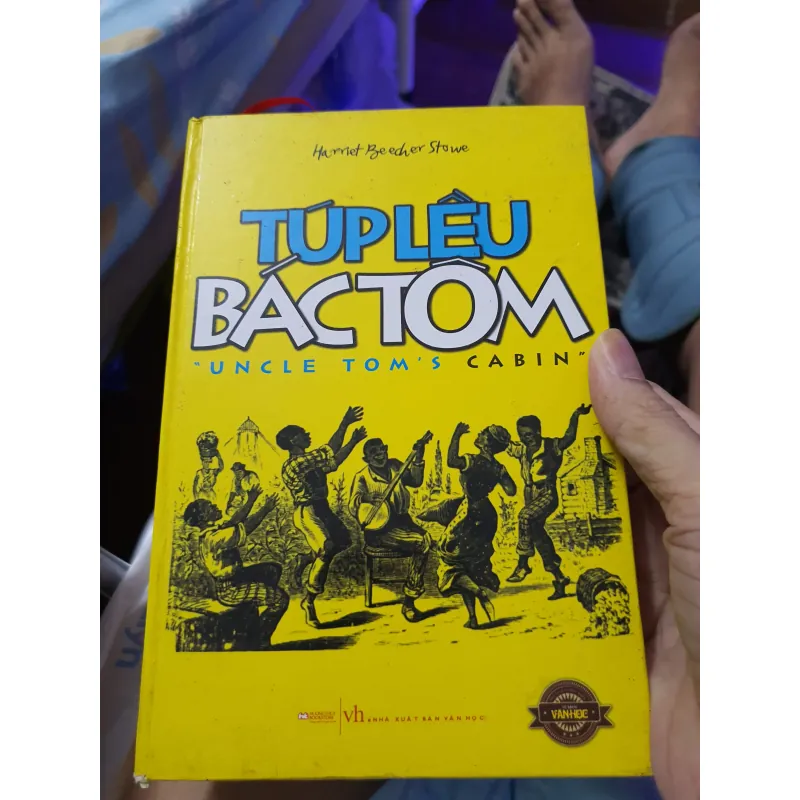 Harriet Beecher Stowe
TÚP LỀU
BÁC TÔM
"UNCLE TOM'S CABIN"
vh NHÀ XUẤT BẢN VĂN HỌC
VĂN HỌC